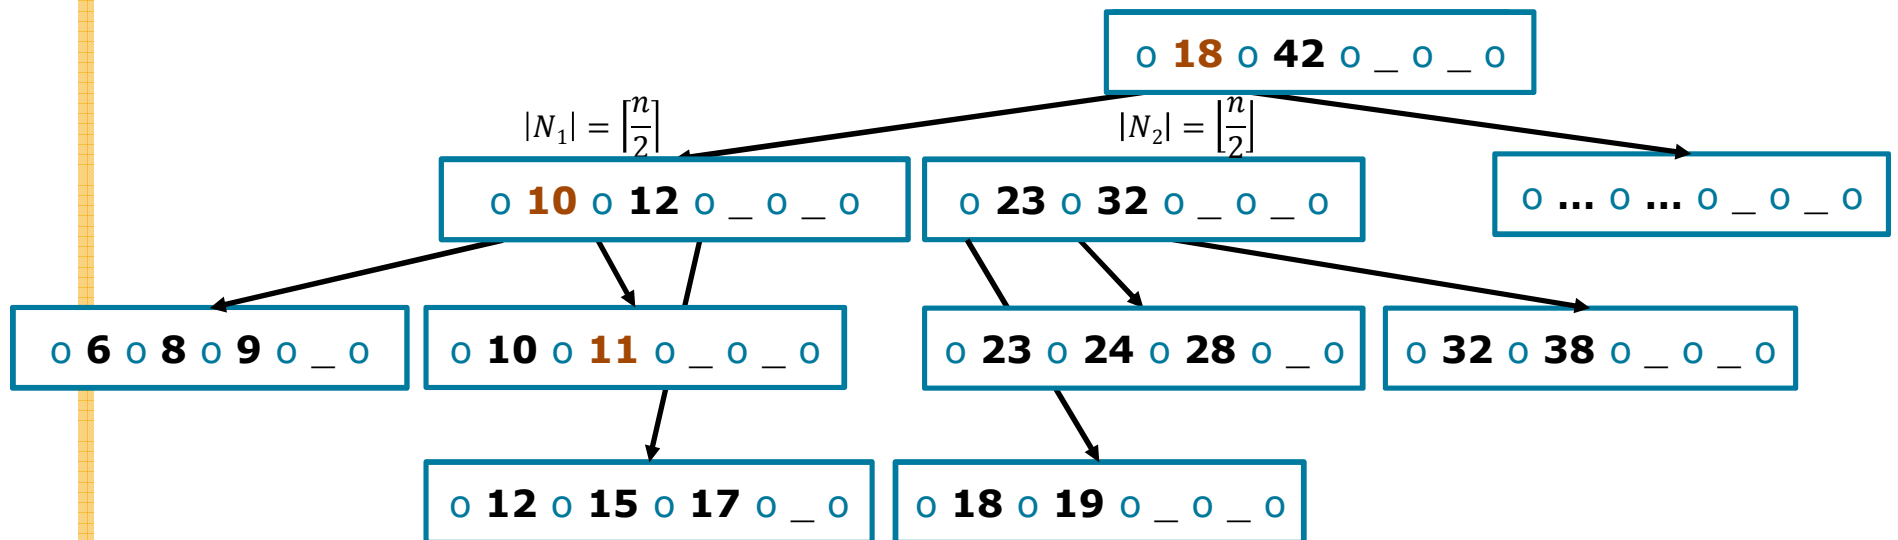 o 18 o 42 o _ o _ o
|N₁| = ⌈n/2⌉
|N₂| = ⌊n/2⌋
o 10 o 12 o _ o _ o
o 23 o 32 o _ o _ o
o ... o ... o _ o _ o
o 6 o 8 o 9 o _ o
o 10 o 11 o _ o _ o
o 23 o 24 o 28 o _ o
o 32 o 38 o _ o _ o
o 12 o 15 o 17 o _ o
o 18 o 19 o _ o _ o